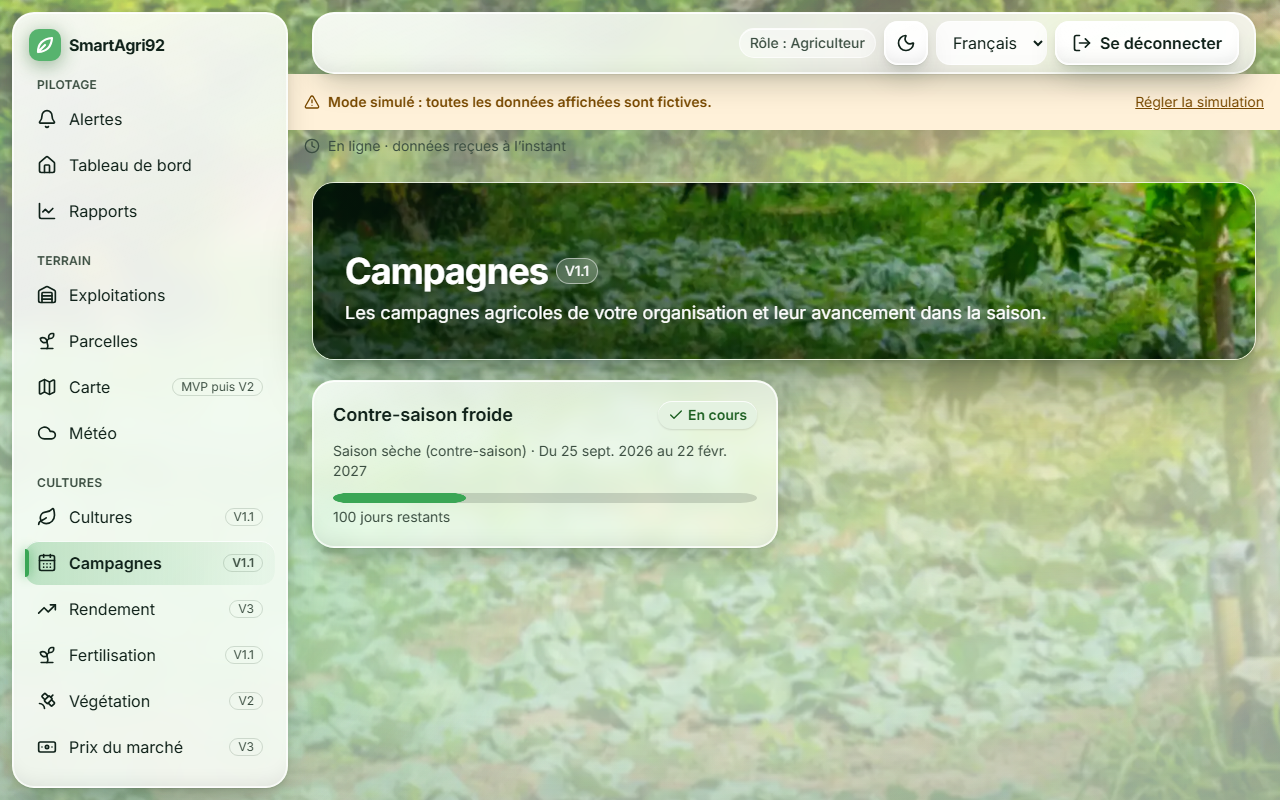 SmartAgri92
PILOTAGE
Alertes
Tableau de bord
Rapports
TERRAIN
Exploitations
Parcelles
Carte MVP puis V2
Météo
CULTURES
Cultures V1.1
Campagnes V1.1
Rendement V3
Fertilisation V1.1
Végétation V2
Prix du marché V3
Rôle : Agriculteur Français Se déconnecter
Mode simulé : toutes les données affichées sont fictives. Régler la simulation
En ligne · données reçues à l’instant
Campagnes V1.1
Les campagnes agricoles de votre organisation et leur avancement dans la saison.
Contre-saison froide En cours
Saison sèche (contre-saison) · Du 25 sept. 2026 au 22 févr.
2027
100 jours restants